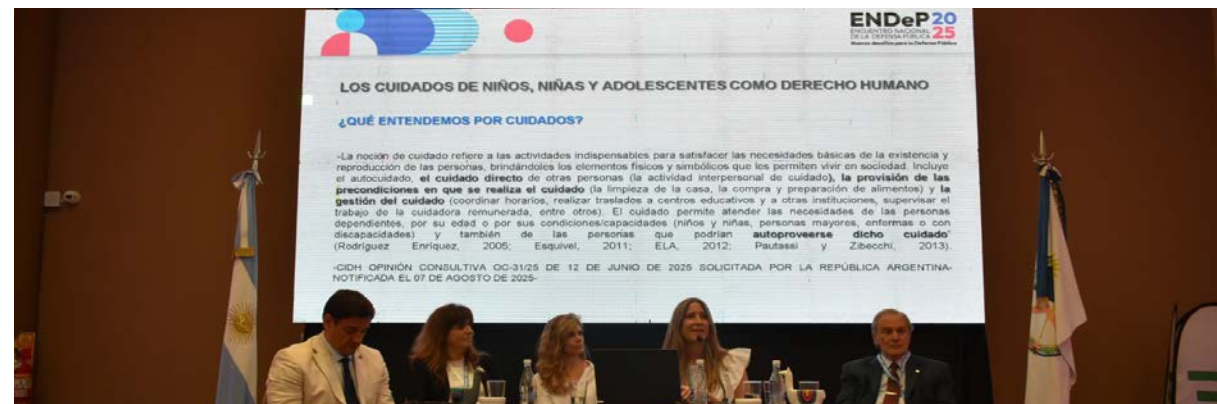 ENDeP 20
ENCUENTRO NACIONAL
DE LA DEFENSA PÚBLICA 25
Nuevos desafíos para la Defensa Pública
LOS CUIDADOS DE NIÑOS, NIÑAS Y ADOLESCENTES COMO DERECHO HUMANO
¿QUÉ ENTENDEMOS POR CUIDADOS?
-La noción de cuidado refiere a las actividades indispensables para satisfacer las necesidades básicas de la existencia y
reproducción de las personas, brindándoles los elementos físicos y simbólicos que les permiten vivir en sociedad. Incluye
el autocuidado, el cuidado directo de otras personas (la actividad interpersonal de cuidado), la provisión de las
precondiciones en que se realiza el cuidado (la limpieza de la casa, la compra y preparación de alimentos) y la
gestión del cuidado (coordinar horarios, realizar traslados a centros educativos y a otras instituciones, supervisar el
trabajo de la cuidadora remunerada, entre otros). El cuidado permite atender las necesidades de las personas
dependientes, por su edad o por sus condiciones/capacidades (niños y niñas, personas mayores, enfermas o con
discapacidades) y también de las personas que podrían autoproveerse dicho cuidado"
(Rodríguez Enríquez, 2005; Esquivel, 2011; ELA, 2012; Pautassi y Zibecchi, 2013).
-CIDH OPINIÓN CONSULTIVA OC-31/25 DE 12 DE JUNIO DE 2025 SOLICITADA POR LA REPÚBLICA ARGENTINA-
NOTIFICADA EL 07 DE AGOSTO DE 2025-